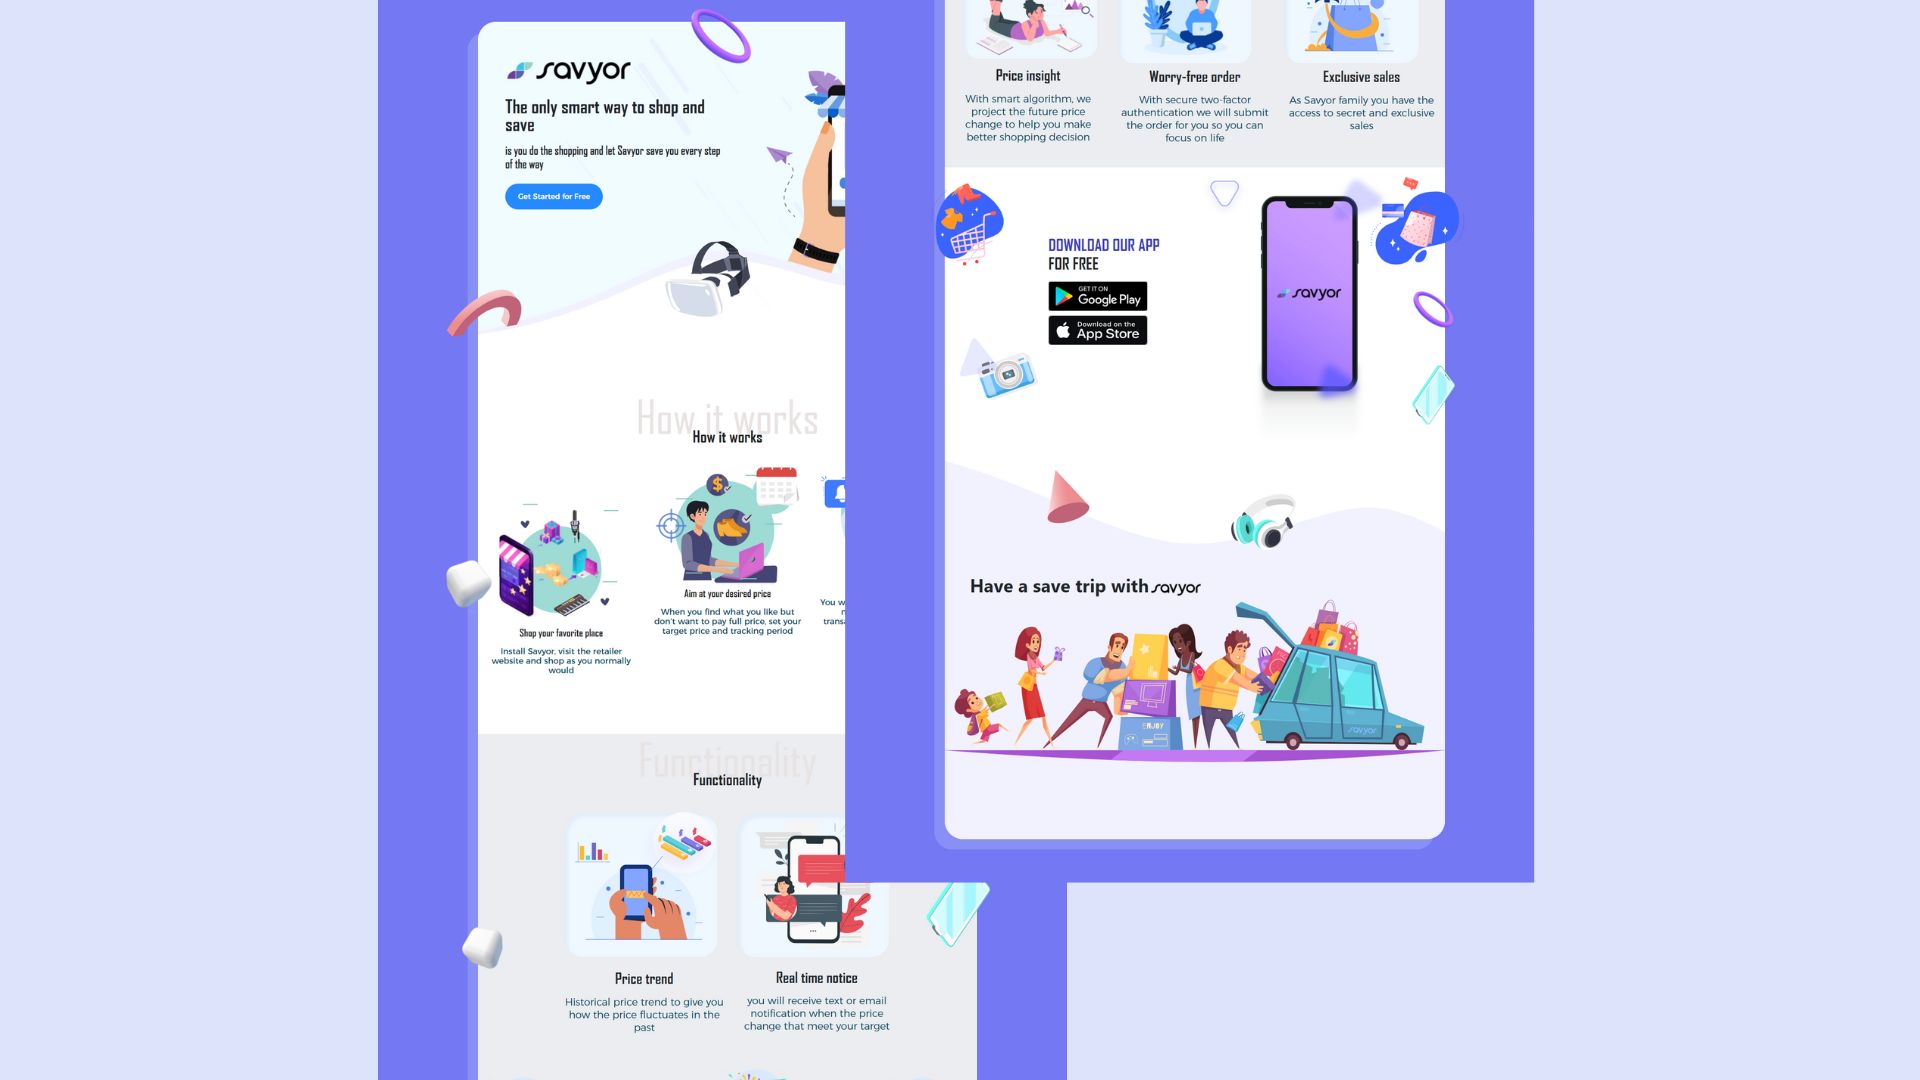 savyor
The only smart way to shop and
save
is you do the shopping and let Savyor save you every step
of the way
Get Started for Free
How it works
How it works
Shop your favorite place
Install Savyor, visit the retailer
website and shop as you normally
would
Aim at your desired price
When you find what you like but
don't want to pay full price, set your
target price and tracking period
You
Functionality
Functionality
Price trend
Historical price trend to give you
how the price fluctuates in the
past
Real time notice
you will receive text or email
notification when the price
change that meet your target
Price insight
With smart algorithm, we
project the future price
change to help you make
better shopping decision
Worry-free order
With secure two-factor
authentication we will submit
the order for you so you can
focus on life
Exclusive sales
As Savyor family you have the
access to secret and exclusive
sales
DOWNLOAD OUR APP
FOR FREE
GET IT ON
Google Play
Download on the
App Store
savyor
Have a save trip with savyor
ENJOY
savyor